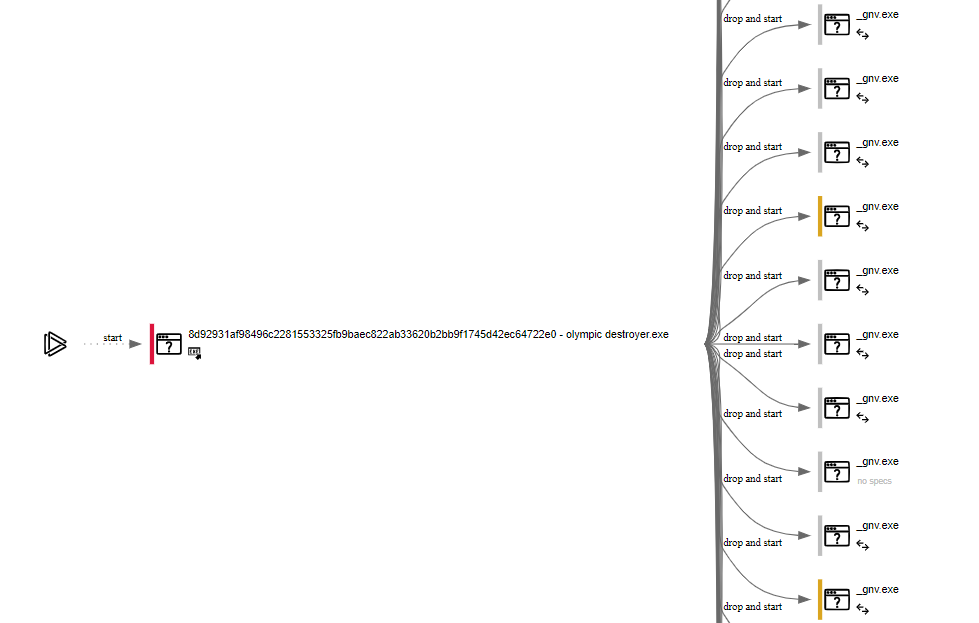 drop and start
_gnv.exe
drop and start
_gnv.exe
drop and start
_gnv.exe
drop and start
_gnv.exe
drop and start
_gnv.exe
start
8d92931af98496c2281553325fb9baec822ab33620b2bb9f1745d42ec64722e0 - olympic destroyer.exe
drop and start
_gnv.exe
drop and start
_gnv.exe
drop and start
_gnv.exe
no specs
drop and start
_gnv.exe
drop and start
_gnv.exe
drop and start